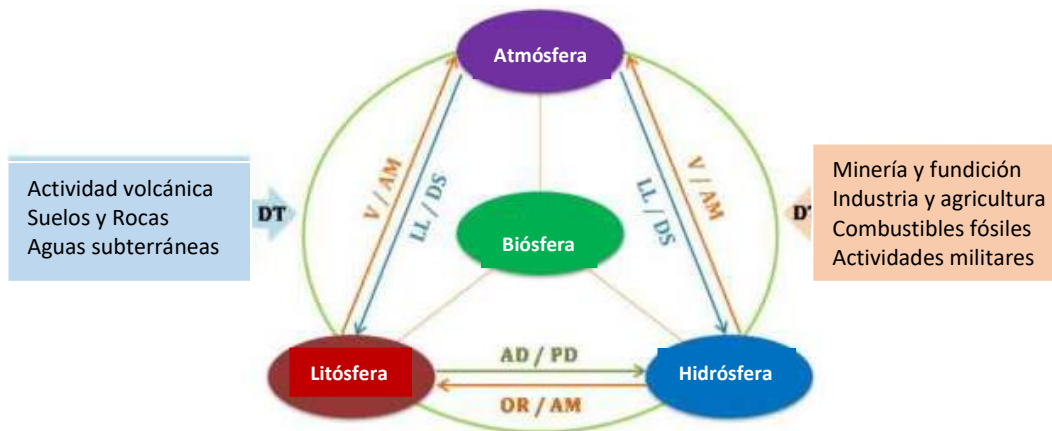 Atmósfera
Actividad volcánica
Suelos y Rocas
Aguas subterráneas
DT
V / AM
LL / DS
Biósfera
LL / DS
V / AM
DT
Minería y fundición
Industria y agricultura
Combustibles fósiles
Actividades militares
Litósfera
AD / PD
OR / AM
Hidrósfera